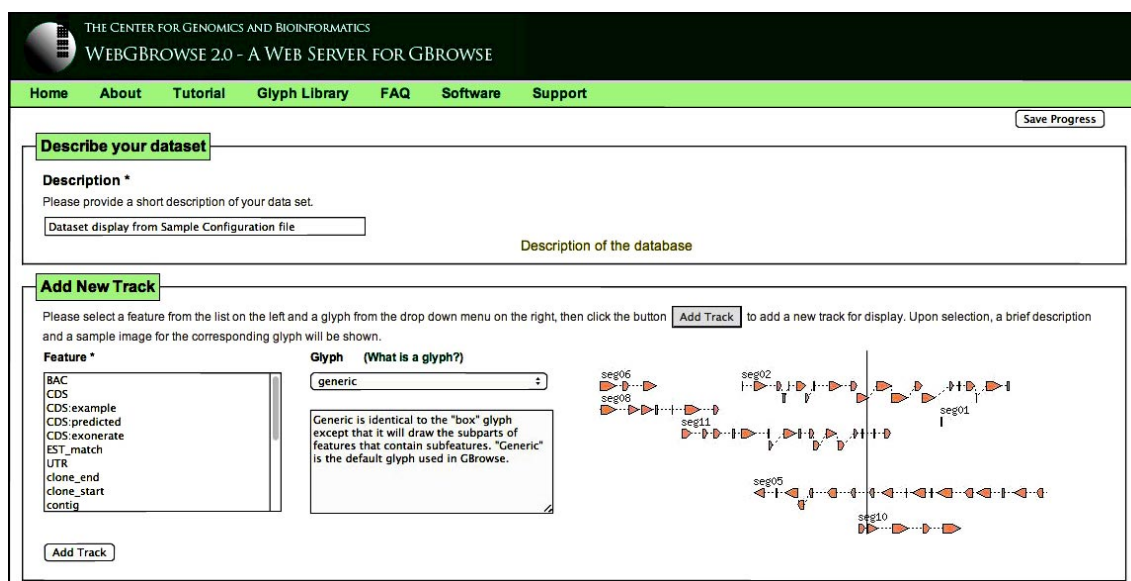 THE CENTER FOR GENOMICS AND BIOINFORMATICS
WEBGBROWSE 2.0 - A WEB SERVER FOR GBROWSE
Home About Tutorial Glyph Library FAQ Software Support
Save Progress
Describe your dataset
Description *
Please provide a short description of your data set.
Dataset display from Sample Configuration file
Description of the database
Add New Track
Please select a feature from the list on the left and a glyph from the drop down menu on the right, then click the button Add Track to add a new track for display. Upon selection, a brief description
and a sample image for the corresponding glyph will be shown.
Feature *
BAC
CDS
CDS:example
CDS:predicted
CDS:exonerate
EST_match
UTR
clone_end
clone_start
contig
Glyph (What is a glyph?)
generic
Generic is identical to the "box" glyph
except that it will draw the subparts of
features that contain subfeatures. "Generic"
is the default glyph used in GBrowse.
seg06
seg02
seg08
seg01
seg11
seg05
seg10
Add Track